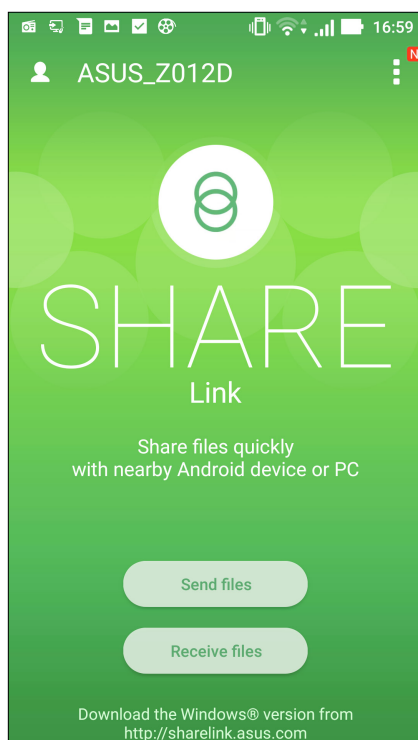 16:59
ASUS_Z012D
N
SHARE
Link
Share files quickly
with nearby Android device or PC
Send files
Receive files
Download the Windows® version from
http://sharelink.asus.com